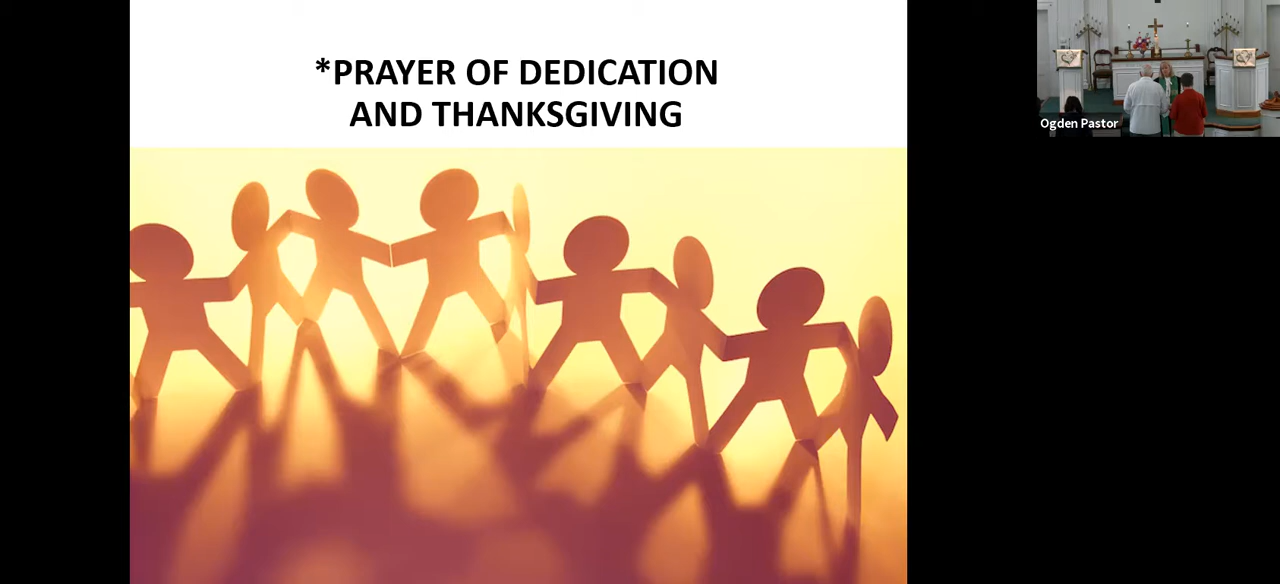 *PRAYER OF DEDICATION
AND THANKSGIVING
Ogden Pastor